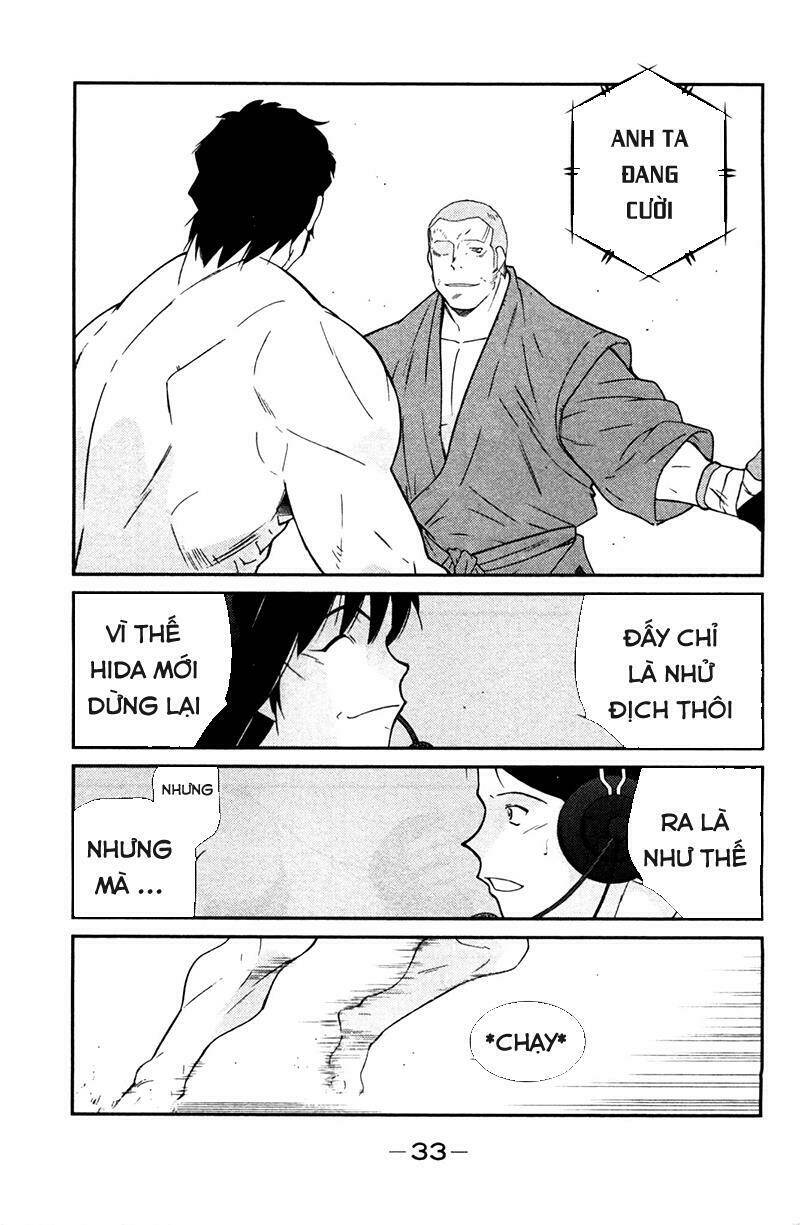 ANH TA
ĐANG
CƯỜI
ĐẤY CHỈ
LÀ NHỬ
ĐỊCH THÔI
VÌ THẾ
HIDA MỚI
DỪNG LẠI
RA LÀ
NHƯ THẾ
NHƯNG
NHƯNG
MÀ ...
*CHẠY*
—33—